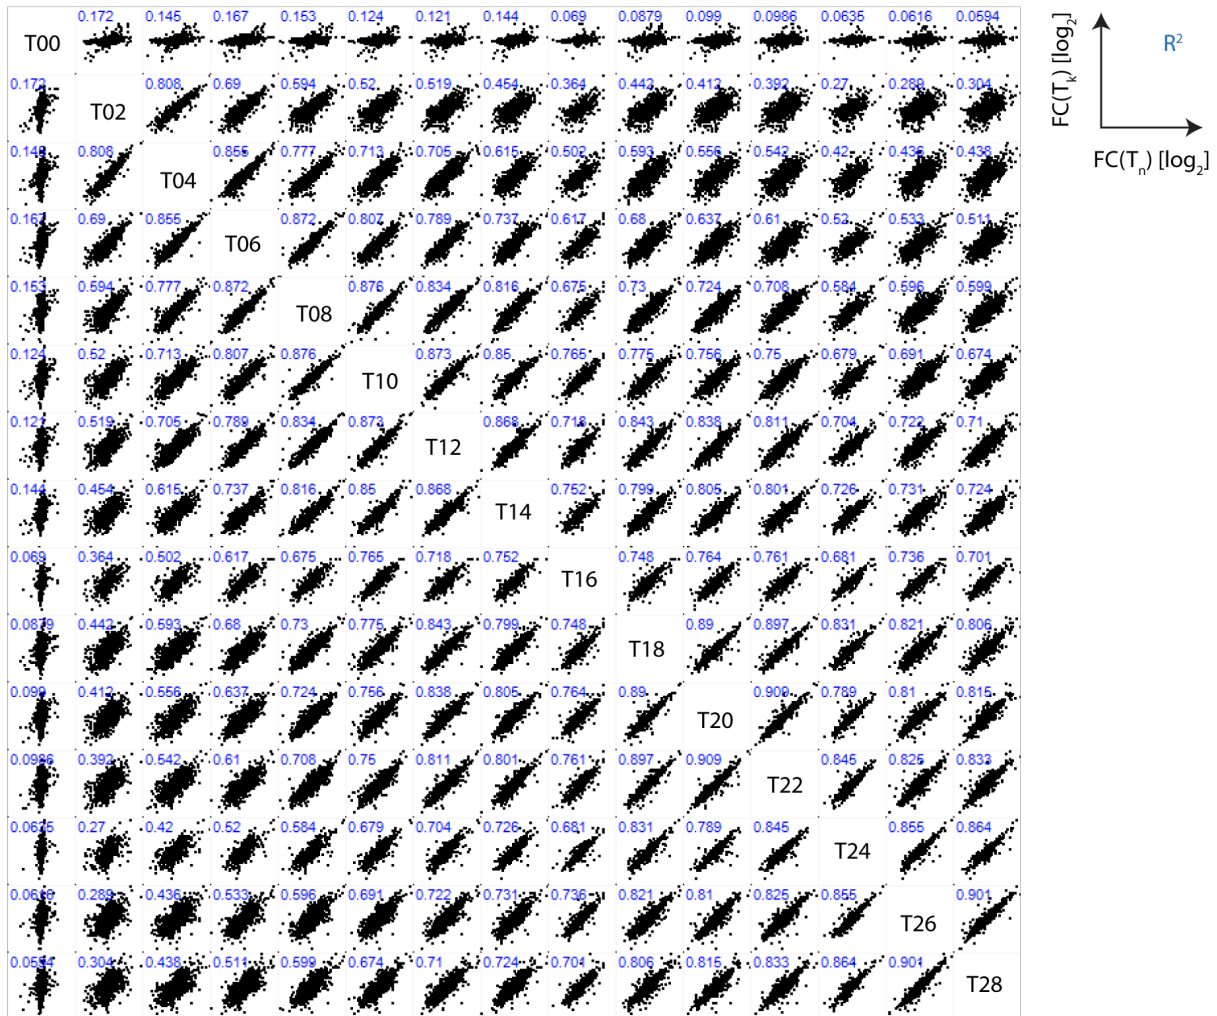 0.172 0.145 0.167 0.153 0.124 0.121 0.144 0.069 0.0879 0.099 0.0986 0.0635 0.0616 0.0594
T00
0.172 0.808 0.69 0.594 0.52 0.519 0.454 0.364 0.442 0.412 0.392 0.27 0.289 0.304
T02
0.145 0.808 0.855 0.777 0.713 0.705 0.615 0.502 0.593 0.556 0.542 0.42 0.436 0.438
T04
0.167 0.69 0.855 0.872 0.807 0.789 0.737 0.617 0.68 0.637 0.61 0.52 0.533 0.511
T06
0.153 0.594 0.777 0.872 0.876 0.834 0.816 0.675 0.73 0.724 0.708 0.584 0.596 0.599
T08
0.124 0.52 0.713 0.807 0.876 0.873 0.85 0.765 0.775 0.756 0.75 0.679 0.691 0.674
T10
0.121 0.519 0.705 0.789 0.834 0.873 0.868 0.718 0.843 0.838 0.811 0.704 0.722 0.71
T12
0.144 0.454 0.615 0.737 0.816 0.85 0.868 0.752 0.799 0.805 0.801 0.726 0.731 0.724
T14
0.069 0.364 0.502 0.617 0.675 0.765 0.718 0.752 0.748 0.764 0.761 0.681 0.736 0.701
T16
0.0879 0.442 0.593 0.68 0.73 0.775 0.843 0.799 0.748 0.89 0.897 0.831 0.821 0.806
T18
0.099 0.412 0.556 0.637 0.724 0.756 0.838 0.805 0.764 0.89 0.909 0.789 0.81 0.815
T20
0.0986 0.392 0.542 0.61 0.708 0.75 0.811 0.801 0.761 0.897 0.909 0.845 0.825 0.833
T22
0.0635 0.27 0.42 0.52 0.584 0.679 0.704 0.726 0.681 0.831 0.789 0.845 0.855 0.864
T24
0.0616 0.289 0.436 0.533 0.596 0.691 0.722 0.731 0.736 0.821 0.81 0.825 0.855 0.901
T26
0.0594 0.304 0.438 0.511 0.599 0.674 0.71 0.724 0.701 0.806 0.815 0.833 0.864 0.901
T28
FC(Tₖ) [log₂]
R²
FC(Tₙ) [log₂]